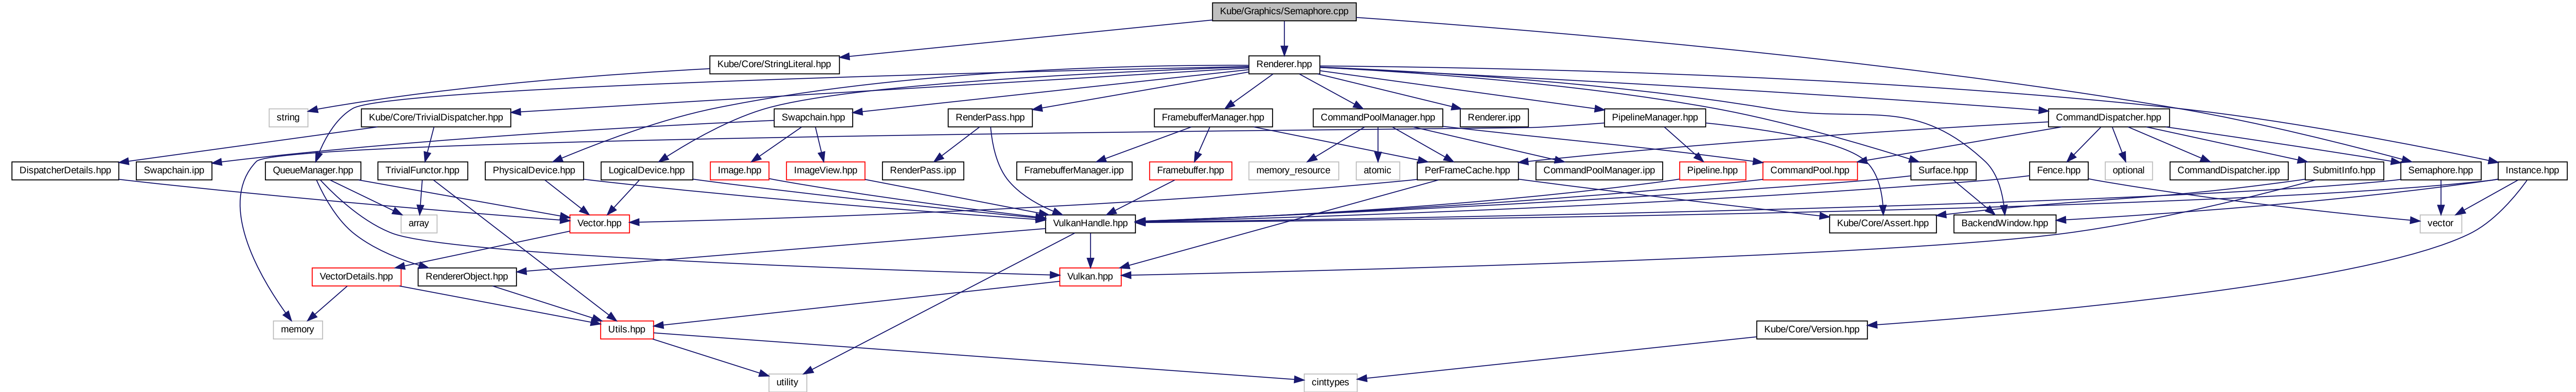 Kube/Graphics/Semaphore.cpp
Kube/Core/StringLiteral.hpp
Renderer.hpp
string
Kube/Core/TrivialDispatcher.hpp
Swapchain.hpp
RenderPass.hpp
FramebufferManager.hpp
CommandPoolManager.hpp
Renderer.ipp
PipelineManager.hpp
CommandDispatcher.hpp
DispatcherDetails.hpp
Swapchain.ipp
QueueManager.hpp
TrivialFunctor.hpp
PhysicalDevice.hpp
LogicalDevice.hpp
Image.hpp
ImageView.hpp
RenderPass.ipp
FramebufferManager.ipp
Framebuffer.hpp
memory_resource
atomic
PerFrameCache.hpp
CommandPoolManager.ipp
Pipeline.hpp
CommandPool.hpp
Surface.hpp
Fence.hpp
optional
CommandDispatcher.ipp
SubmitInfo.hpp
Semaphore.hpp
Instance.hpp
array
Vector.hpp
VulkanHandle.hpp
Kube/Core/Assert.hpp
BackendWindow.hpp
vector
VectorDetails.hpp
RendererObject.hpp
Vulkan.hpp
memory
Utils.hpp
Kube/Core/Version.hpp
utility
cinttypes